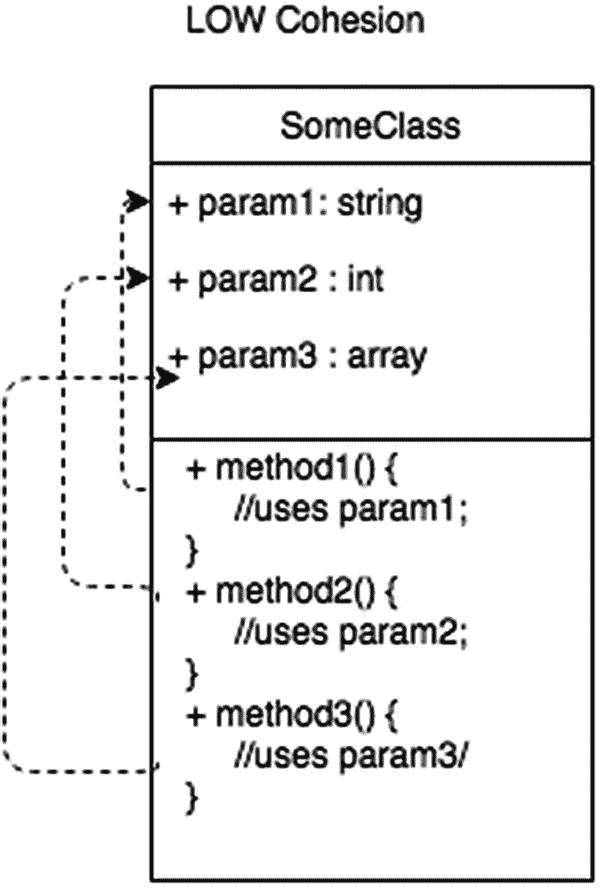 LOW Cohesion
SomeClass
+ param1: string
+ param2 : int
+ param3 : array
+ method1() {
//uses param1;
}
+ method2() {
//uses param2;
}
+ method3() {
//uses param3/
}